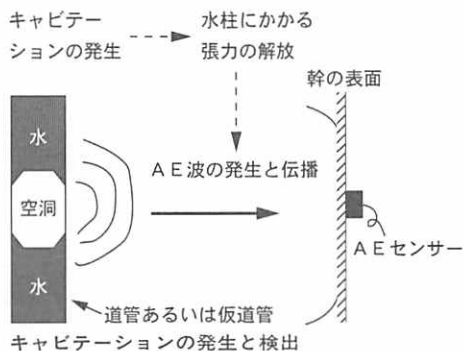 キャビテー
ションの発生
水柱にかかる
張力の解放
幹の表面
水
AE波の発生と伝播
空洞
AEセンサー
水
道管あるいは仮道管
キャビテーションの発生と検出